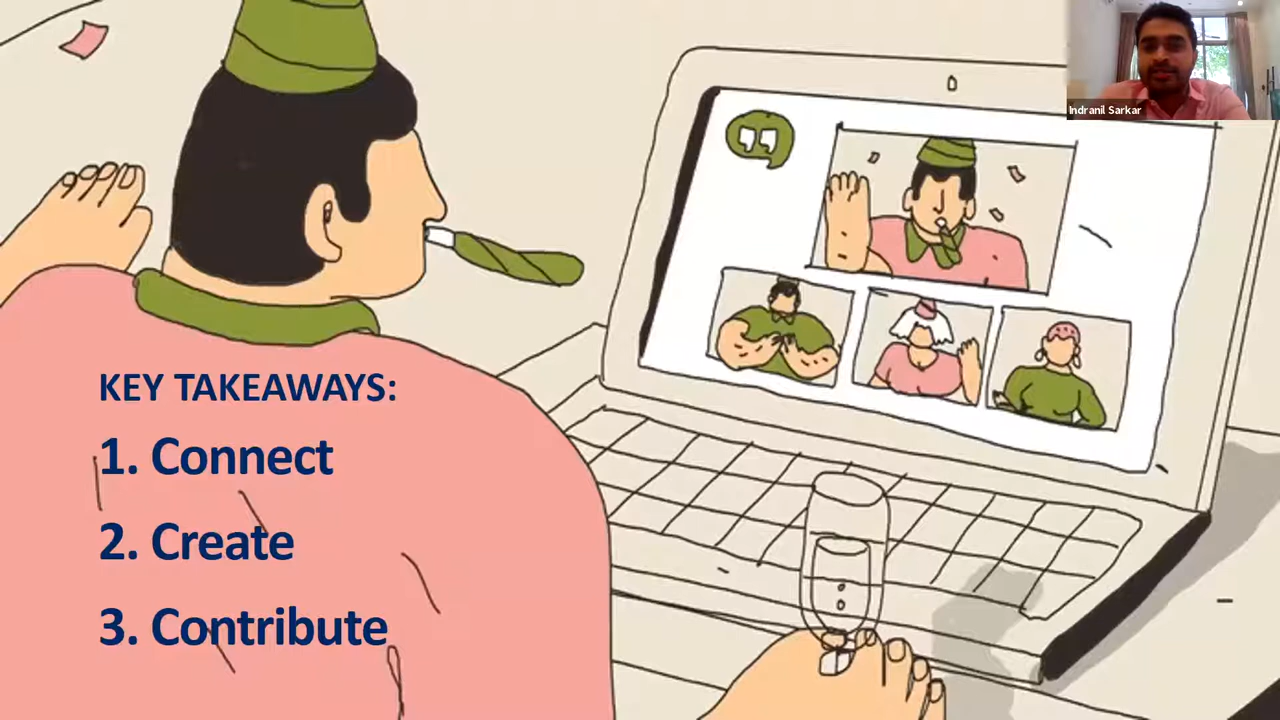 Indranil Sarkar
KEY TAKEAWAYS:
1. Connect
2. Create
3. Contribute